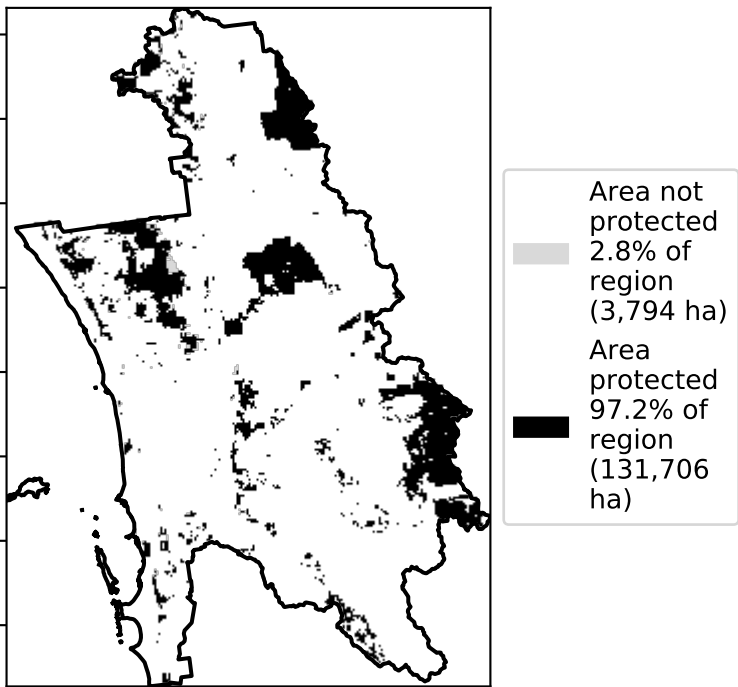 Area not
protected
2.8% of
region
(3,794 ha)
Area
protected
97.2% of
region
(131,706
ha)